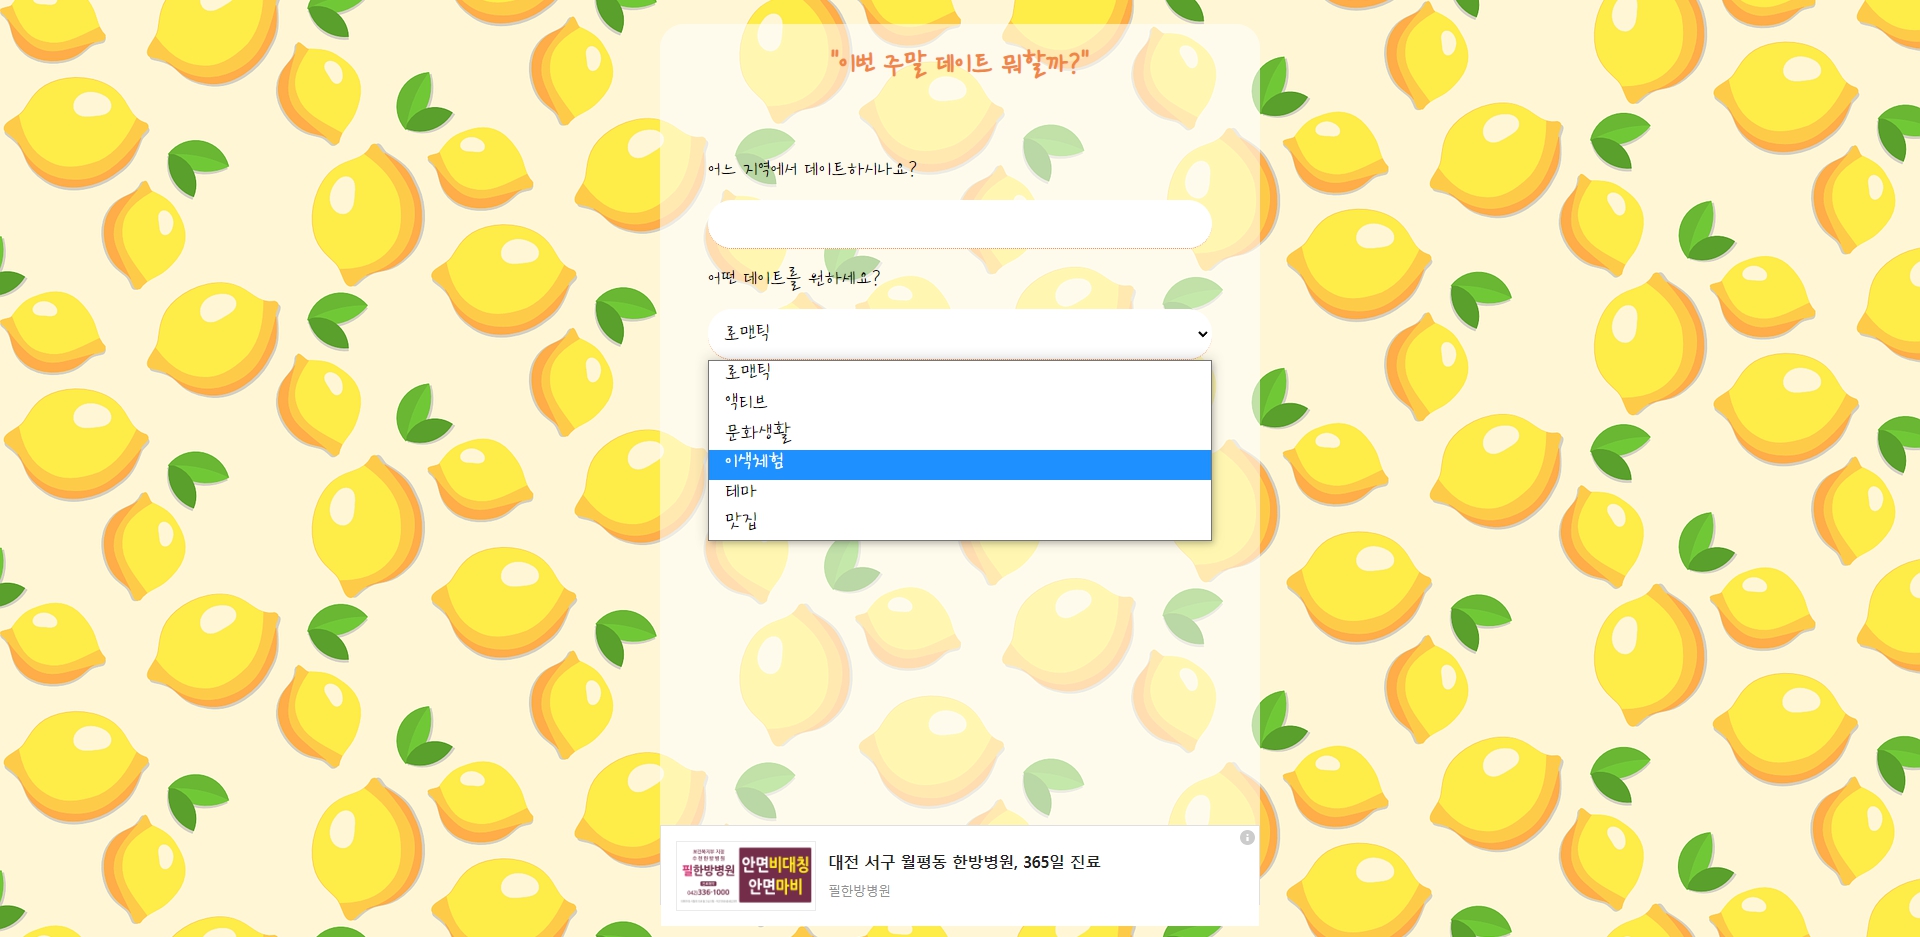 "이번 주말 데이트 뭐할까?"
어느 지역에서 데이트하시나요?
어떤 데이트를 원하세요?
로맨틱
로맨틱
액티브
문화생활
이색체험
테마
맛집
필한방병원
(042)336-1000
안면비대칭
안면마비
대전 서구 월평동 한방병원, 365일 진료
필한방병원